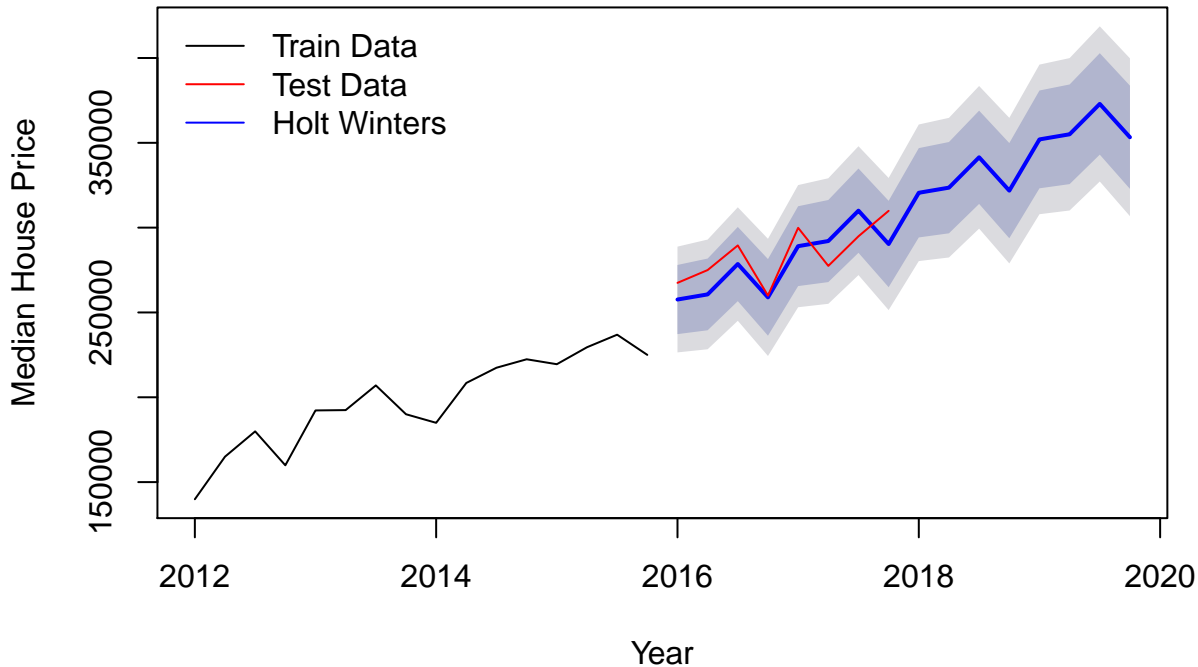 Train Data
Test Data
Holt Winters
Median House Price
350000
250000
150000
2012 2014 2016 2018 2020
Year